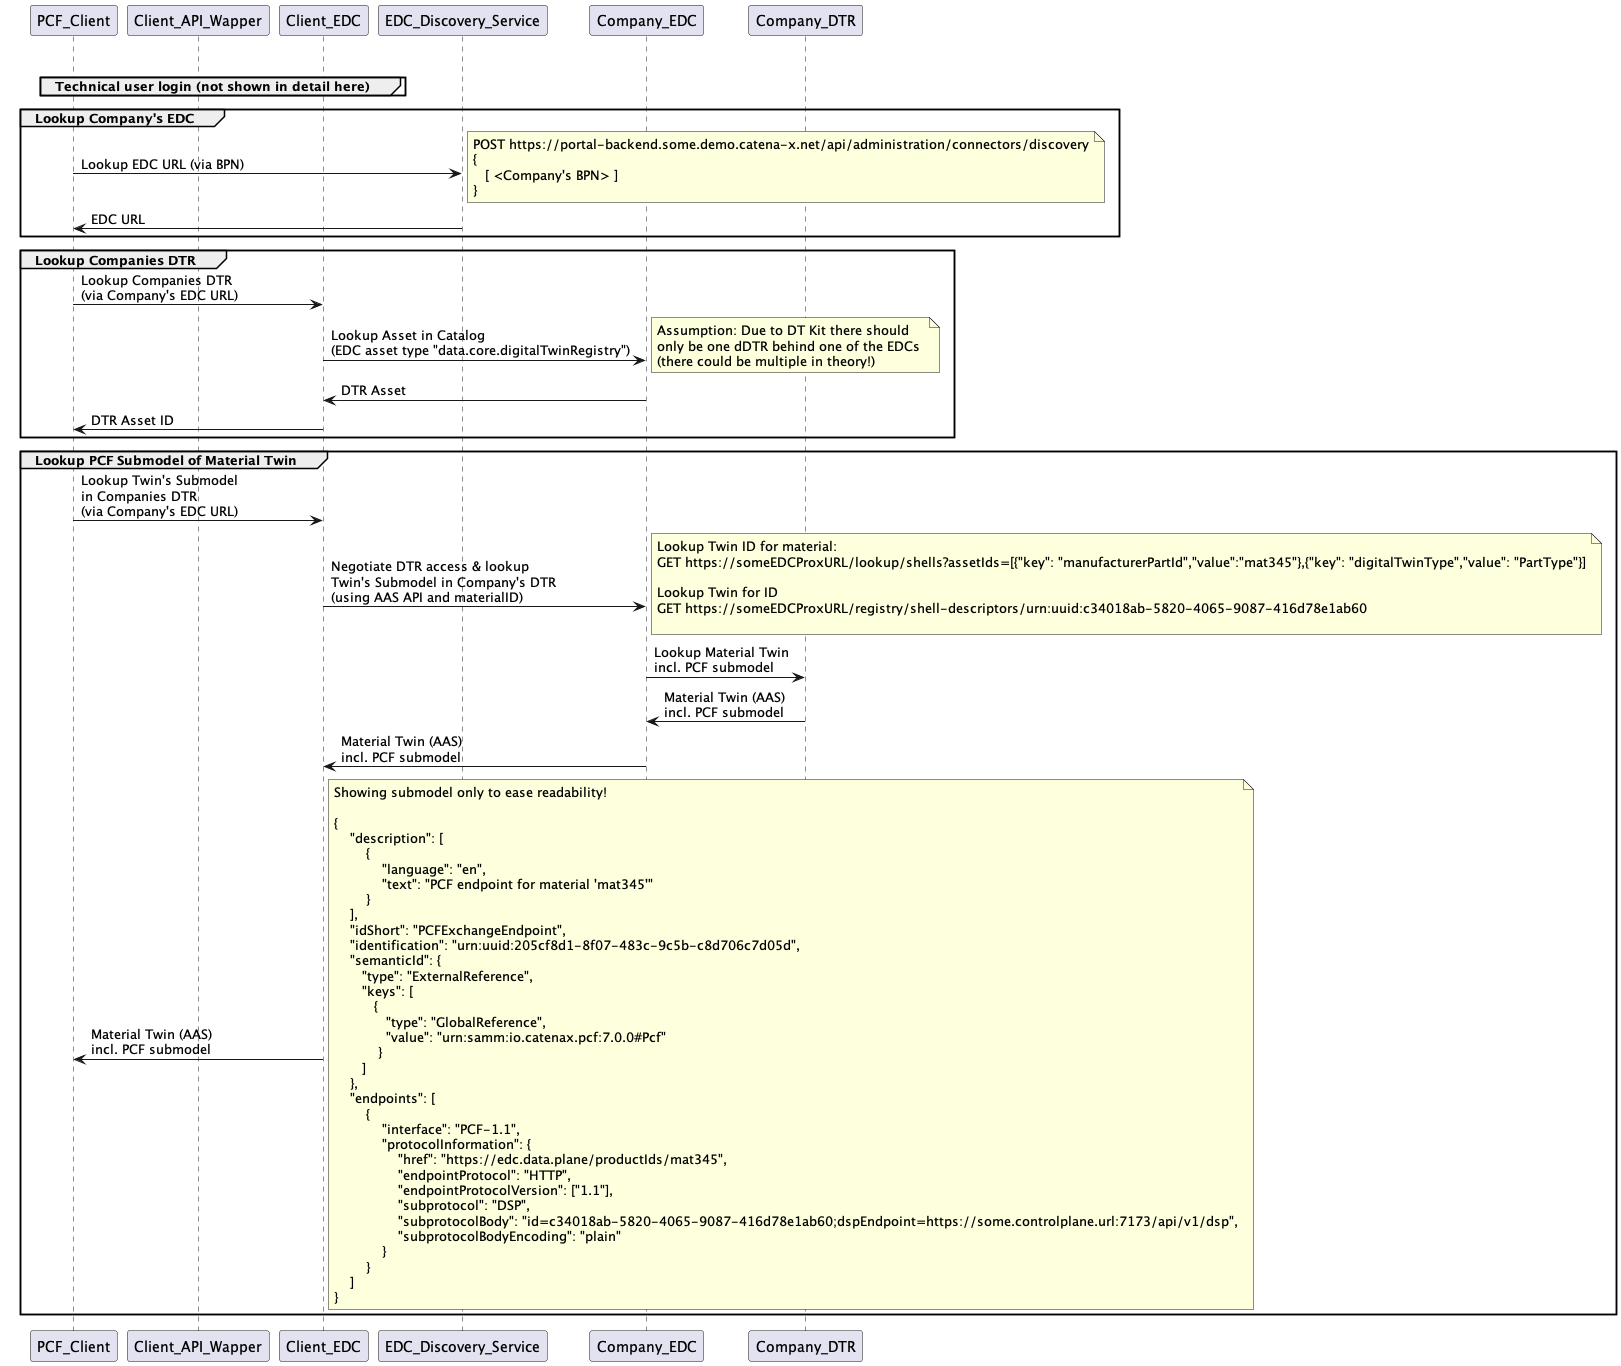 PCF_Client Client_API_Wapper Client_EDC EDC_Discovery_Service Company_EDC Company_DTR
Technical user login (not shown in detail here)
Lookup Company's EDC
POST https://portal-backend.some.demo.catena-x.net/api/administration/connectors/discovery
{
[ <Company's BPN> ]
}
Lookup EDC URL (via BPN)
EDC URL
Lookup Companies DTR
Lookup Companies DTR
(via Company's EDC URL)
Lookup Asset in Catalog
(EDC asset type "data.core.digitalTwinRegistry")
Assumption: Due to DT Kit there should
only be one dDTR behind one of the EDCs
(there could be multiple in theory!)
DTR Asset
DTR Asset ID
Lookup PCF Submodel of Material Twin
Lookup Twin's Submodel
in Companies DTR
(via Company's EDC URL)
Negotiate DTR access & lookup
Twin's Submodel in Company's DTR
(using AAS API and materialID)
Lookup Twin ID for material:
GET https://someEDCProxURL/lookup/shells?assetIds=[{"key": "manufacturerPartId","value":"mat345"},{"key": "digitalTwinType","value": "PartType"}]
Lookup Twin for ID
GET https://someEDCProxURL/registry/shell-descriptors/urn:uuid:c34018ab-5820-4065-9087-416d78e1ab60
Lookup Material Twin
incl. PCF submodel
Material Twin (AAS)
incl. PCF submodel
Material Twin (AAS)
incl. PCF submodel
Material Twin (AAS)
incl. PCF submodel
Showing submodel only to ease readability!
{
"description": [
{
"language": "en",
"text": "PCF endpoint for material 'mat345'"
}
],
"idShort": "PCFExchangeEndpoint",
"identification": "urn:uuid:205cf8d1-8f07-483c-9c5b-c8d706c7d05d",
"semanticId": {
"type": "ExternalReference",
"keys": [
{
"type": "GlobalReference",
"value": "urn:samm:io.catenax.pcf:7.0.0#Pcf"
}
]
},
"endpoints": [
{
"interface": "PCF-1.1",
"protocolInformation": {
"href": "https://edc.data.plane/productIds/mat345",
"endpointProtocol": "HTTP",
"endpointProtocolVersion": ["1.1"],
"subprotocol": "DSP",
"subprotocolBody": "id=c34018ab-5820-4065-9087-416d78e1ab60;dspEndpoint=https://some.controlplane.url:7173/api/v1/dsp",
"subprotocolBodyEncoding": "plain"
}
}
]
}
PCF_Client Client_API_Wapper Client_EDC EDC_Discovery_Service Company_EDC Company_DTR